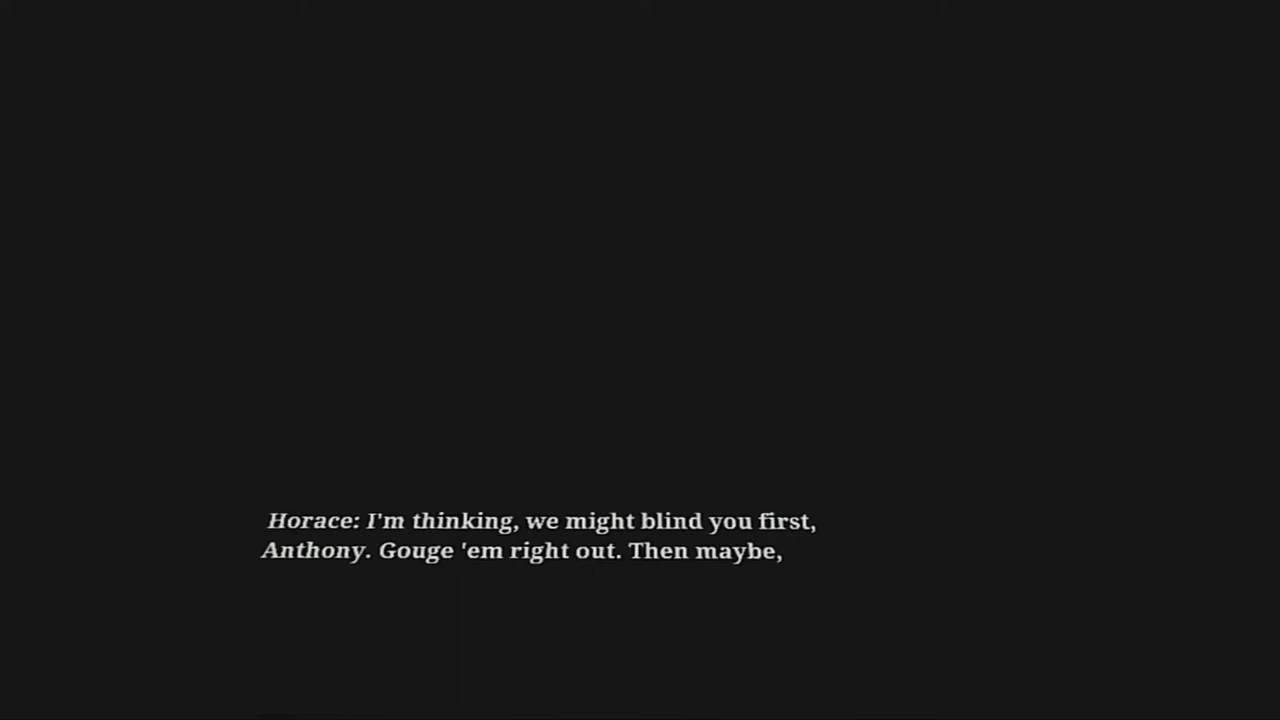 Horace: I'm thinking, we might blind you first,
Anthony. Gouge 'em right out. Then maybe,